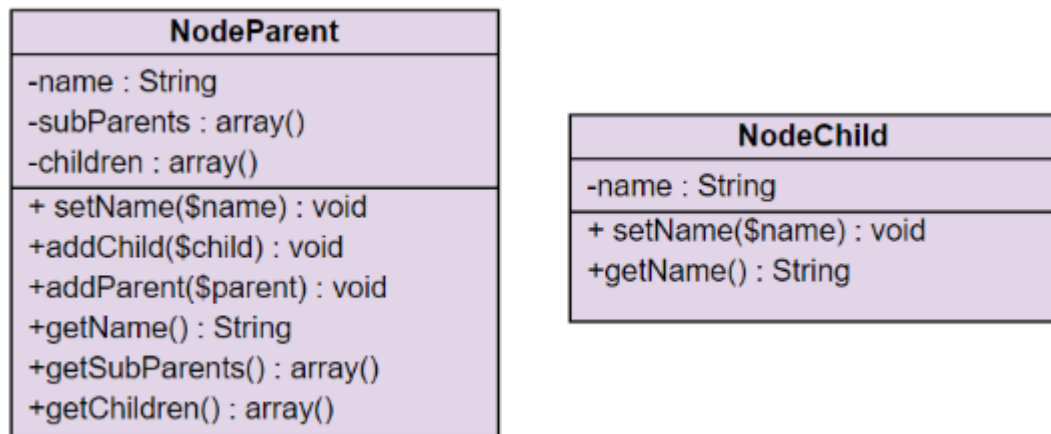 NodeParent
-name : String
-subParents : array()
-children : array()
+ setName($name) : void
+addChild($child) : void
+addParent($parent) : void
+getName() : String
+getSubParents() : array()
+getChildren() : array()
NodeChild
-name : String
+ setName($name) : void
+getName() : String